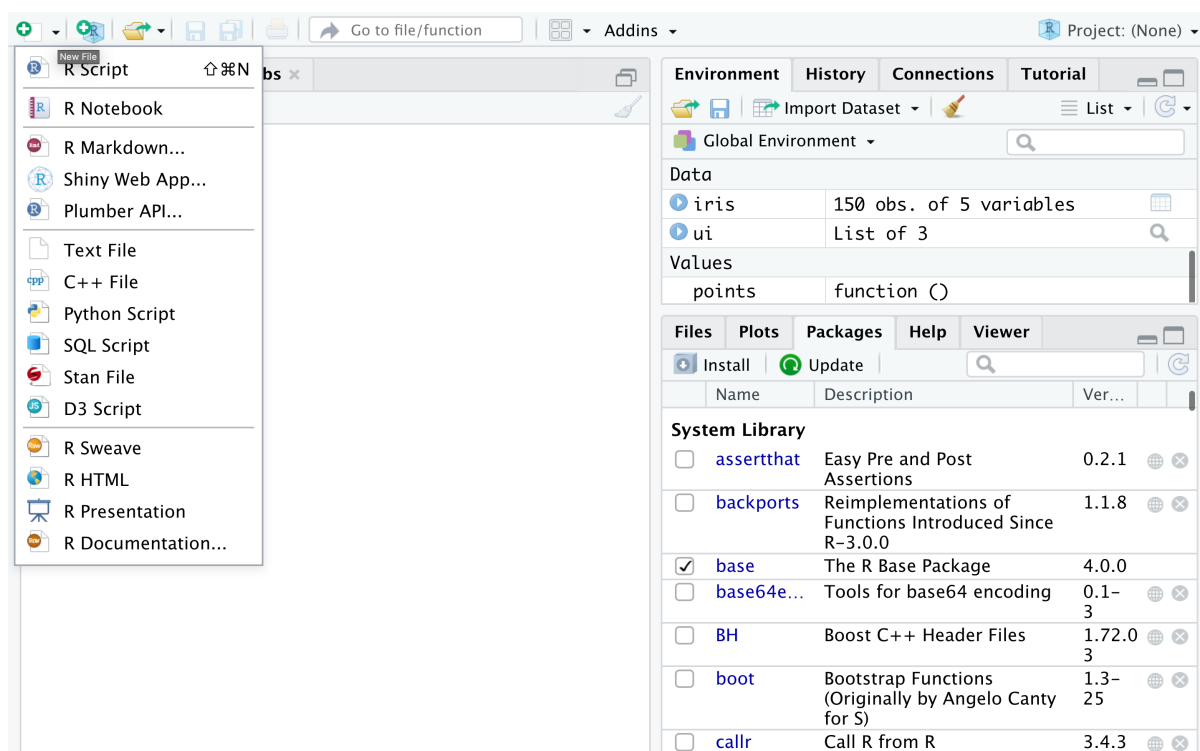 Go to file/function
Addins
Project: (None)
New File
R Script ⇧⌘N
R Notebook
R Markdown...
Shiny Web App...
Plumber API...
Text File
C++ File
Python Script
SQL Script
Stan File
D3 Script
R Sweave
R HTML
R Presentation
R Documentation...
bs
Environment History Connections Tutorial
Import Dataset List
Global Environment
Data
iris 150 obs. of 5 variables
ui List of 3
Values
points function ()
Files Plots Packages Help Viewer
Install Update
Name Description Ver...
System Library
assertthat Easy Pre and Post 0.2.1
Assertions
backports Reimplementations of 1.1.8
Functions Introduced Since
R-3.0.0
base The R Base Package 4.0.0
base64e... Tools for base64 encoding 0.1-
3
BH Boost C++ Header Files 1.72.0
3
boot Bootstrap Functions 1.3-
(Originally by Angelo Canty 25
for S)
callr Call R from R 3.4.3